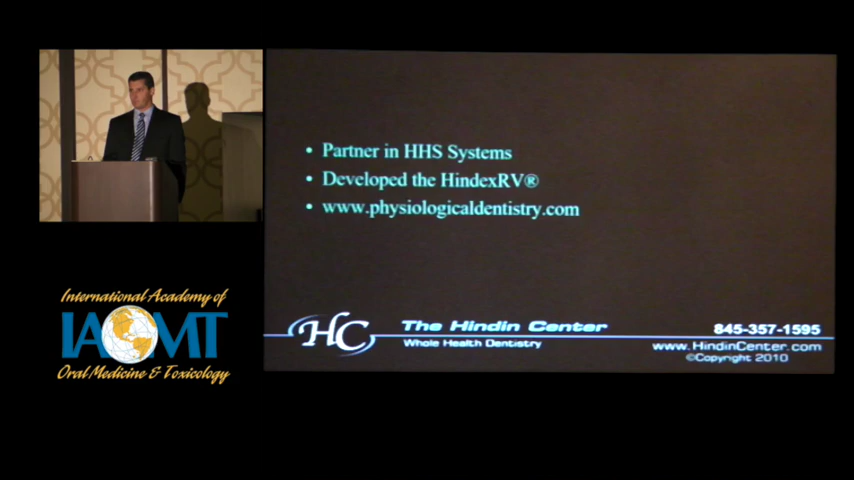 • Partner in HHS Systems
• Developed the HindexRV®
• www.physiologicaldentistry.com
International Academy of
IAOMT
Oral Medicine & Toxicology
HC
The Hindin Center
Whole Health Dentistry
845-357-1595
www.HindinCenter.com
©Copyright 2010